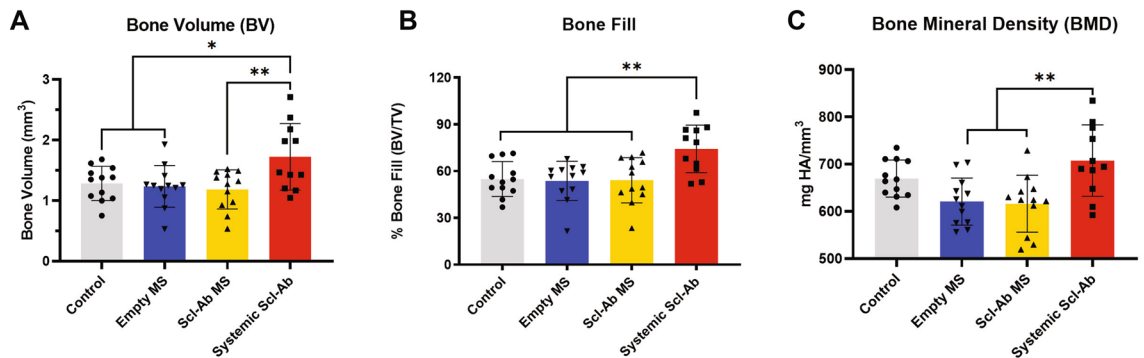 A
Bone Volume (BV)
*
**
Bone Volume (mm³)
3
2
1
0
Control
Empty MS
Scl-Ab MS
Systemic Scl-Ab
B
Bone Fill
**
% Bone Fill (BV/TV)
120
90
60
30
0
Control
Empty MS
Scl-Ab MS
Systemic Scl-Ab
C
Bone Mineral Density (BMD)
**
mg HA/mm³
900
800
700
600
500
Control
Empty MS
Scl-Ab MS
Systemic Scl-Ab